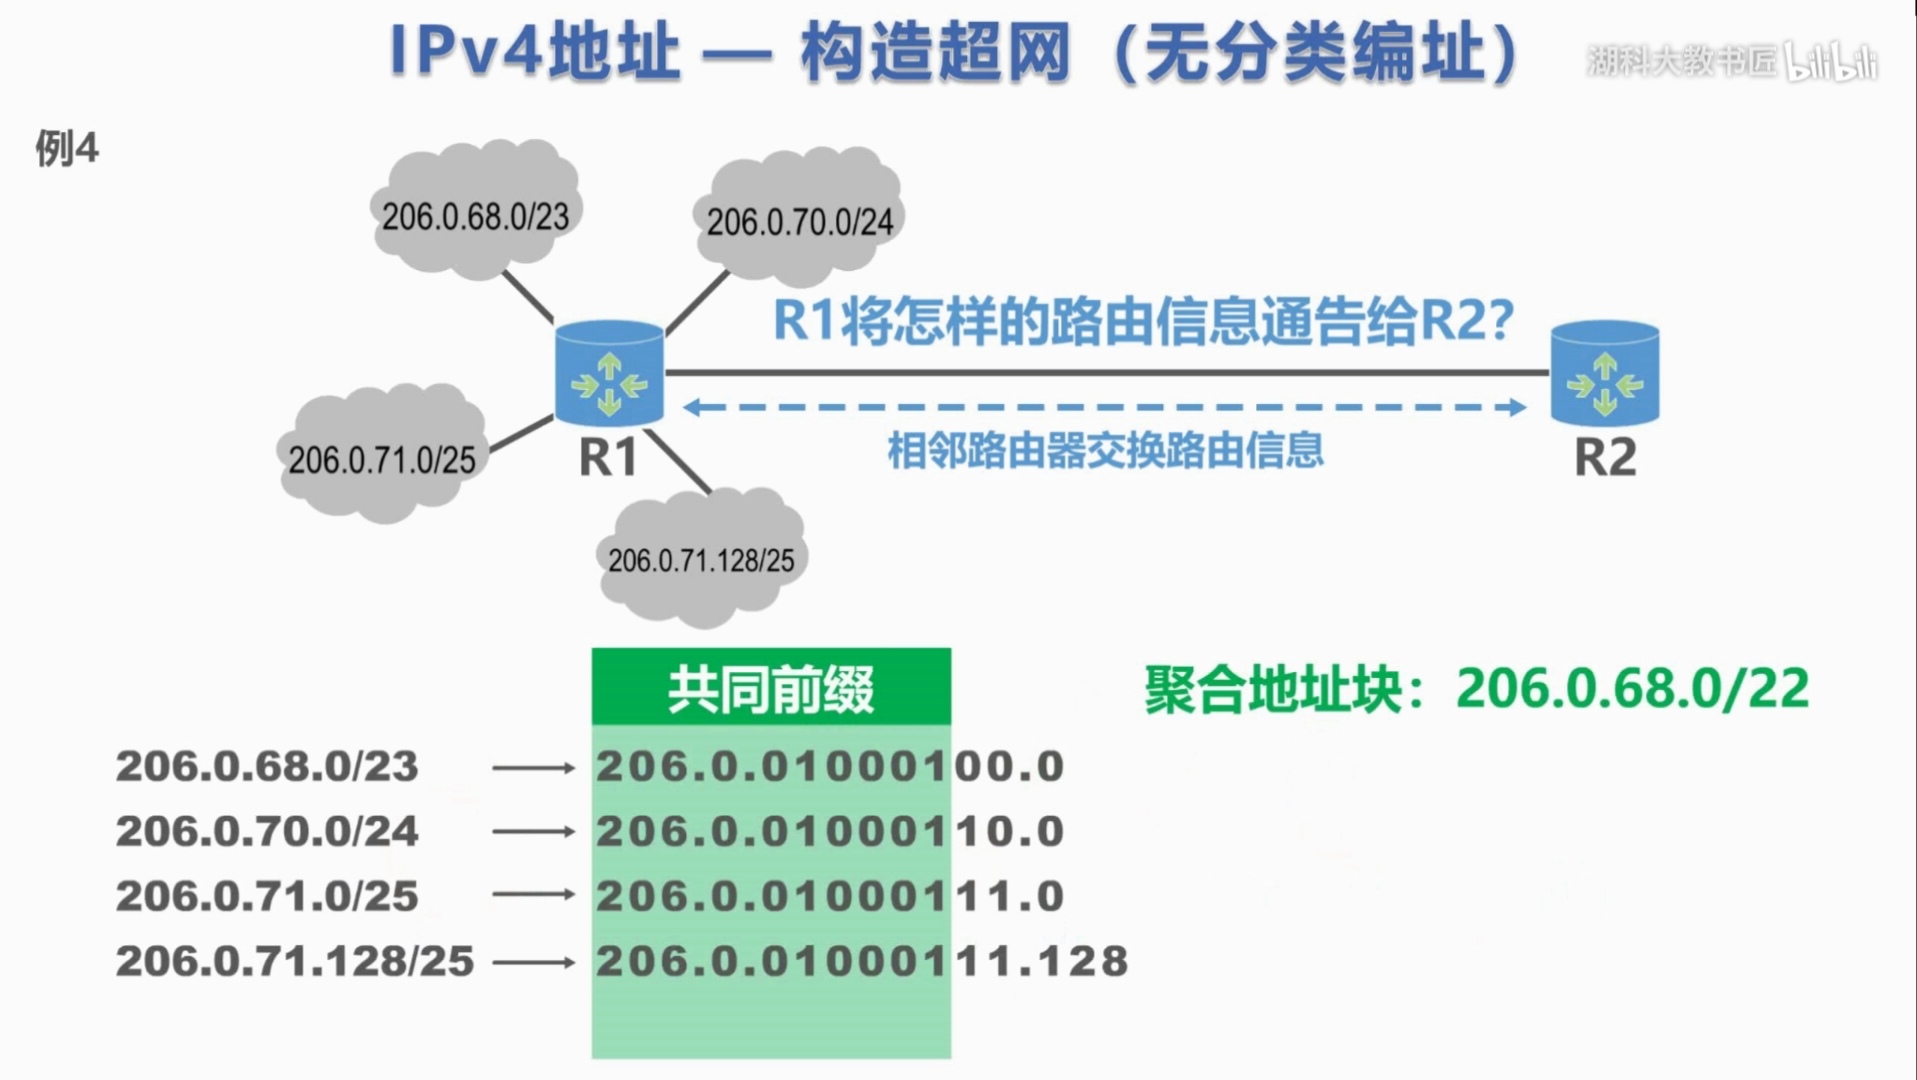 IPv4地址 — 构造超网（无分类编址）
湖科大教书匠 bilibili
例4
206.0.68.0/23
206.0.70.0/24
R1将怎样的路由信息通告给R2?
相邻路由器交换路由信息
206.0.71.0/25
R1
R2
206.0.71.128/25
共同前缀
聚合地址块：206.0.68.0/22
206.0.68.0/23 → 206.0.01000100.0
206.0.70.0/24 → 206.0.01000110.0
206.0.71.0/25 → 206.0.01000111.0
206.0.71.128/25 → 206.0.01000111.128